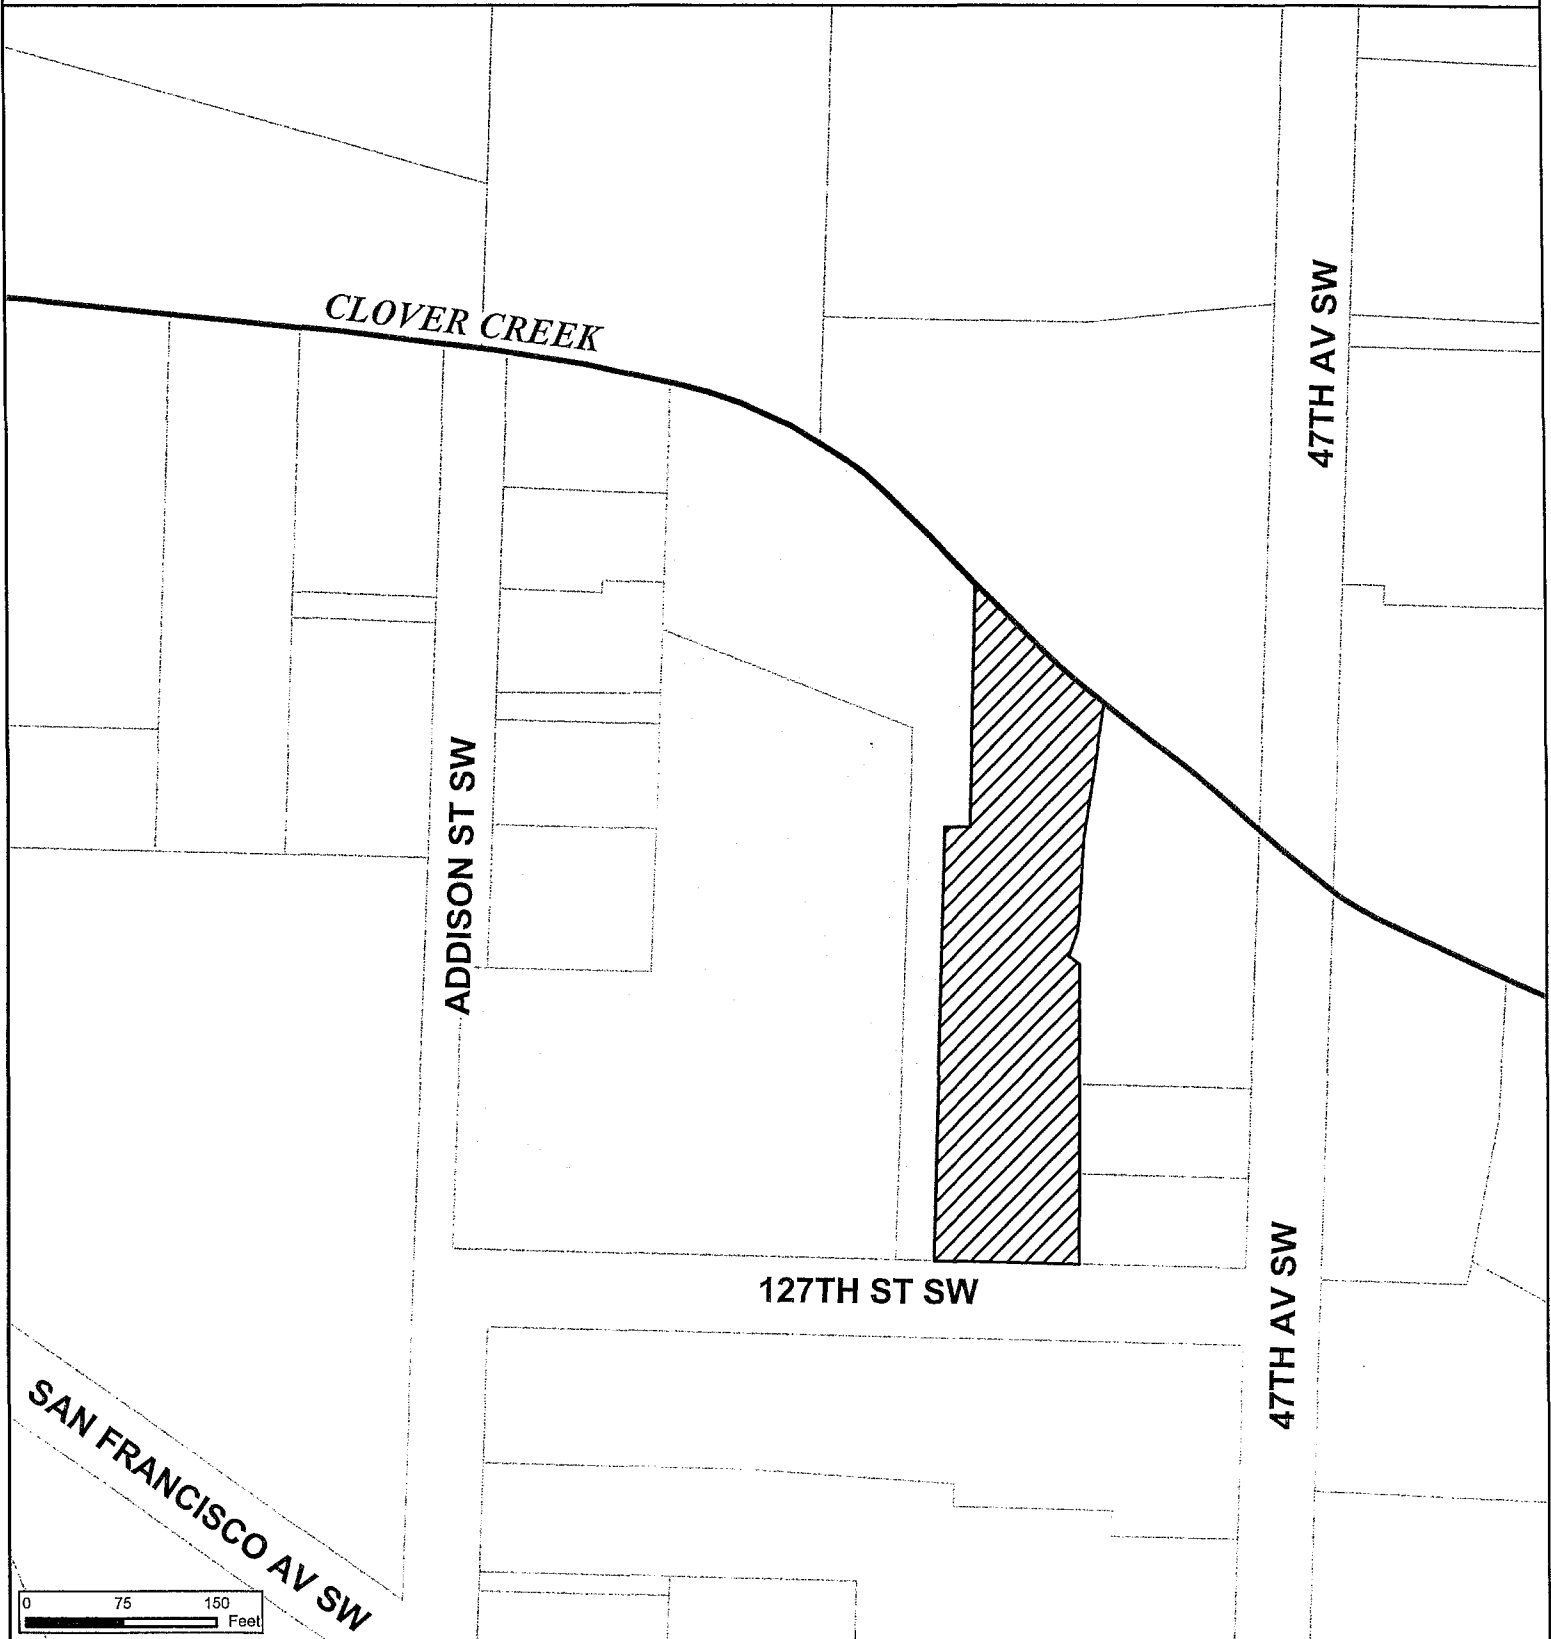 CLOVER CREEK
47TH AV SW
ADDISON ST SW
127TH ST SW
47TH AV SW
SAN FRANCISCO AV SW
0 75 150
Feet